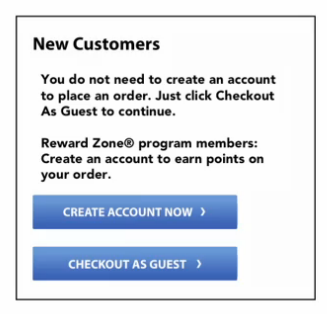 New Customers
You do not need to create an account
to place an order. Just click Checkout
As Guest to continue.
Reward Zone® program members:
Create an account to earn points on
your order.
CREATE ACCOUNT NOW ›
CHECKOUT AS GUEST ›